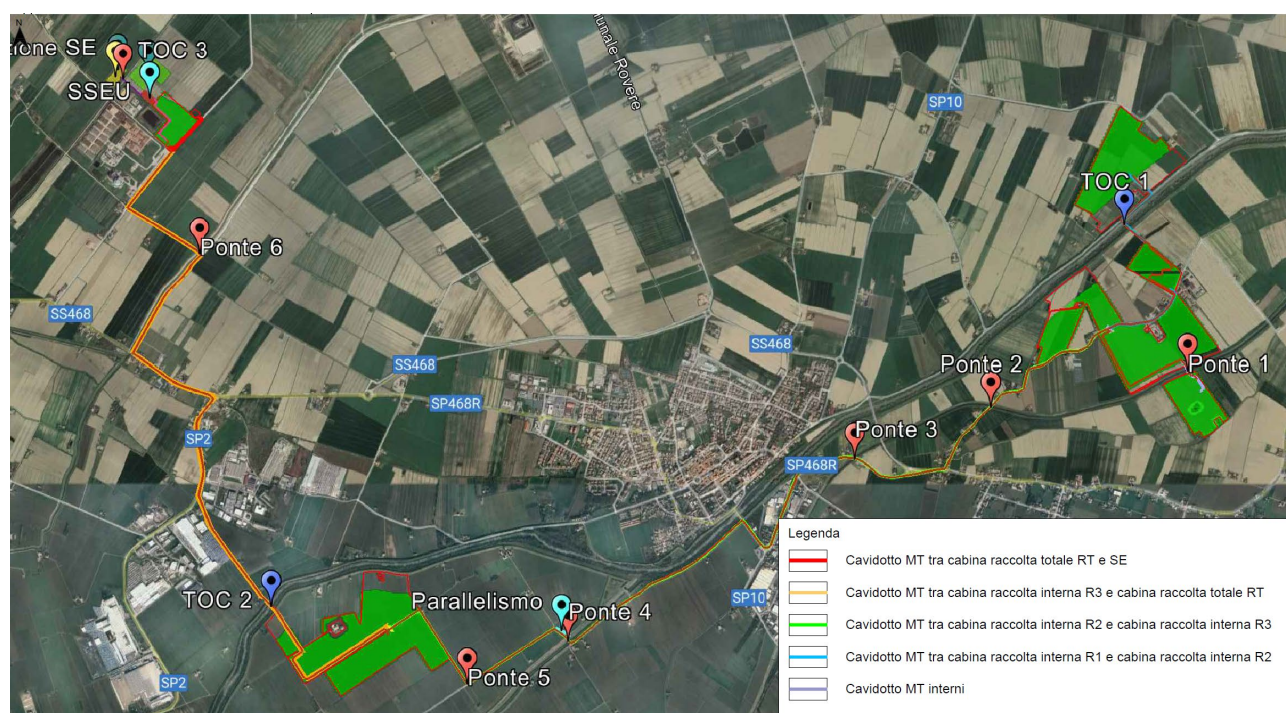 N
zione SE
TOC 3
SSEU
SP10
TOC 1
Ponte 6
SS468
SS468
SS468
Ponte 2
Ponte 1
SP468R
SP2
Ponte 3
SP468R
TOC 2
Parallelismo
Ponte 4
SP10
Ponte 5
SP2
Legenda
Cavidotto MT tra cabina raccolta totale RT e SE
Cavidotto MT tra cabina raccolta interna R3 e cabina raccolta totale RT
Cavidotto MT tra cabina raccolta interna R2 e cabina raccolta interna R3
Cavidotto MT tra cabina raccolta interna R1 e cabina raccolta interna R2
Cavidotto MT interni